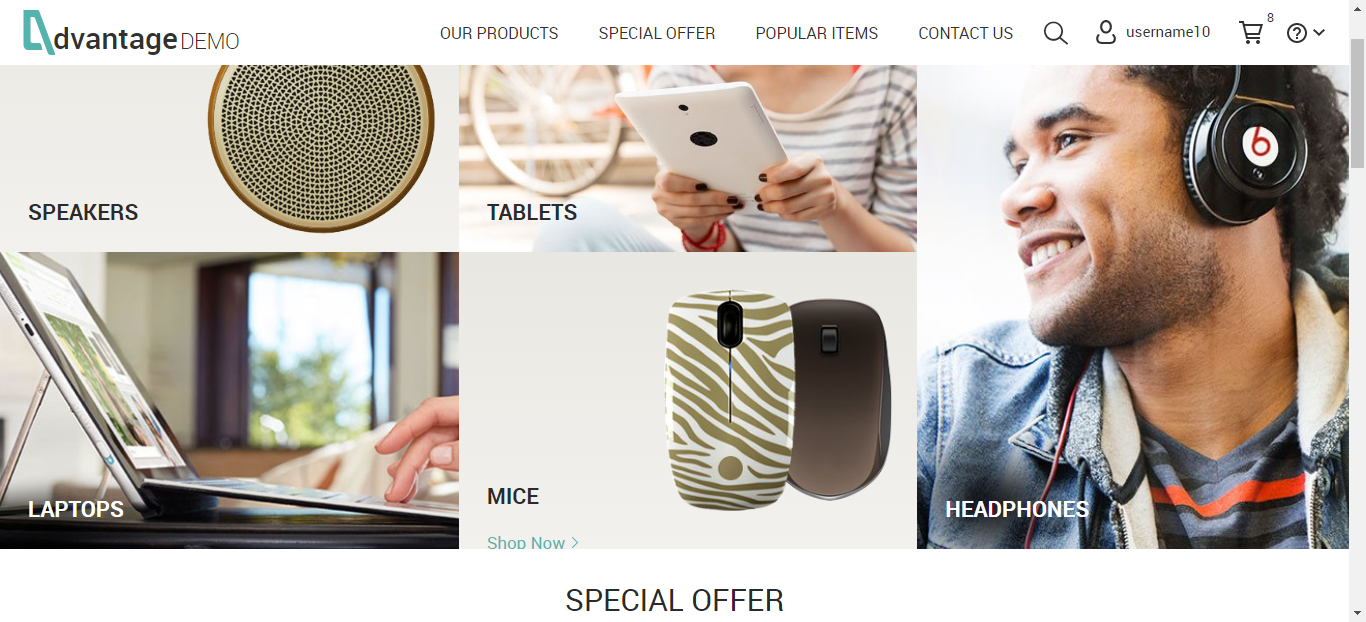 dvantage DEMO
OUR PRODUCTS
SPECIAL OFFER
POPULAR ITEMS
CONTACT US
username10
8
SPEAKERS
TABLETS
LAPTOPS
MICE
Shop Now
HEADPHONES
SPECIAL OFFER